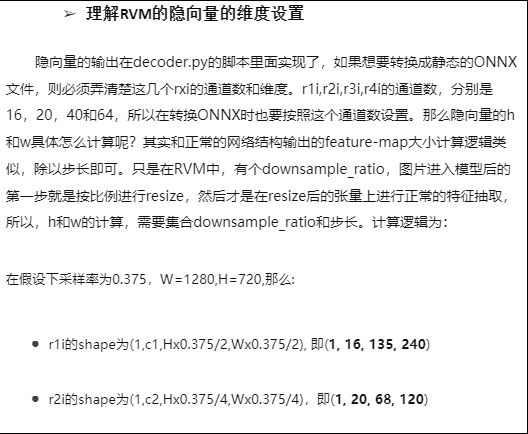 ➢ 理解RVM的隐向量的维度设置
隐向量的输出在decoder.py的脚本里面实现了，如果想要转换成静态的ONNX
文件，则必须弄清楚这几个rxi的通道数和维度。r1i,r2i,r3i,r4i的通道数，分别是
16，20，40和64，所以在转换ONNX时也要按照这个通道数设置。那么隐向量的h
和w具体怎么计算呢？其实和正常的网络结构输出的feature-map大小计算逻辑类
似，除以步长即可。只是在RVM中，有个downsample_ratio，图片进入模型后的
第一步就是按比例进行resize，然后才是在resize后的张量上进行正常的特征抽取，
所以，h和w的计算，需要集合downsample_ratio和步长。计算逻辑为：
在假设下采样率为0.375，W=1280,H=720,那么:
● r1i的shape为(1,c1,Hx0.375/2,Wx0.375/2), 即(1, 16, 135, 240)
● r2i的shape为(1,c2,Hx0.375/4,Wx0.375/4)，即(1, 20, 68, 120)